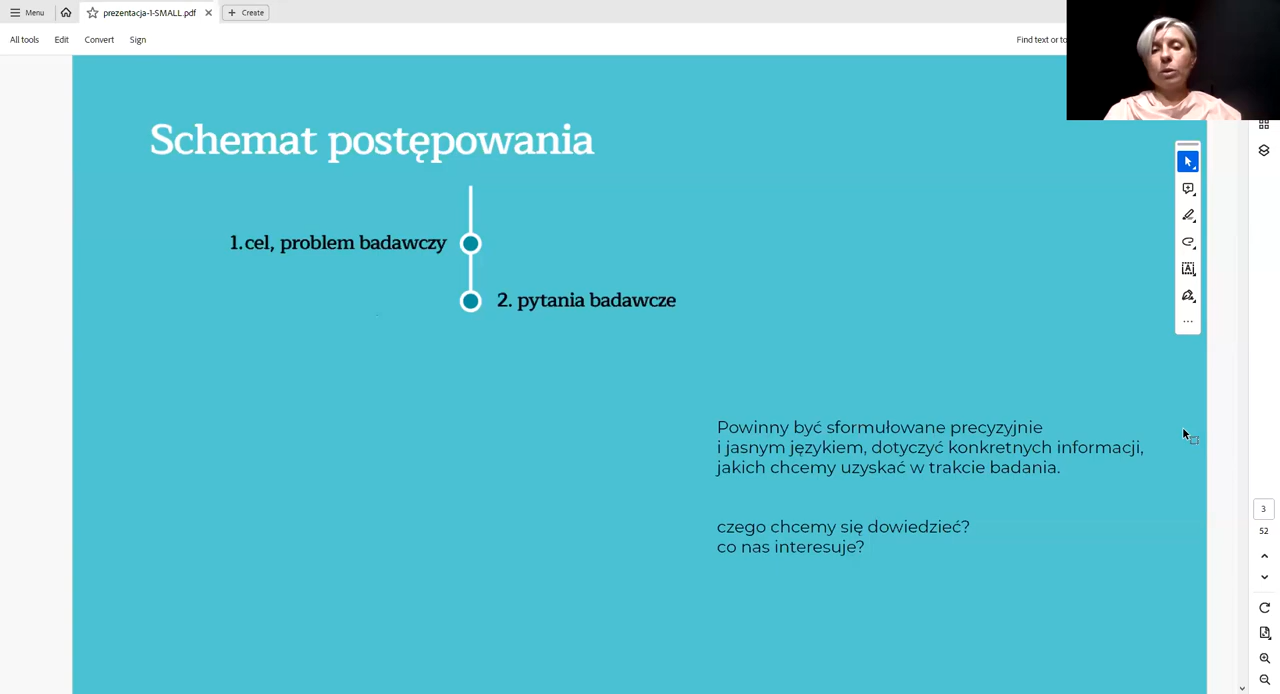 Menu
prezentacja-1-SMALL.pdf
Create
All tools
Edit
Convert
Sign
Find text or to
Schemat postępowania
1.cel, problem badawczy
2. pytania badawcze
Powinny być sformułowane precyzyjnie
i jasnym językiem, dotyczyć konkretnych informacji,
jakich chcemy uzyskać w trakcie badania.
czego chcemy się dowiedzieć?
co nas interesuje?
3
52